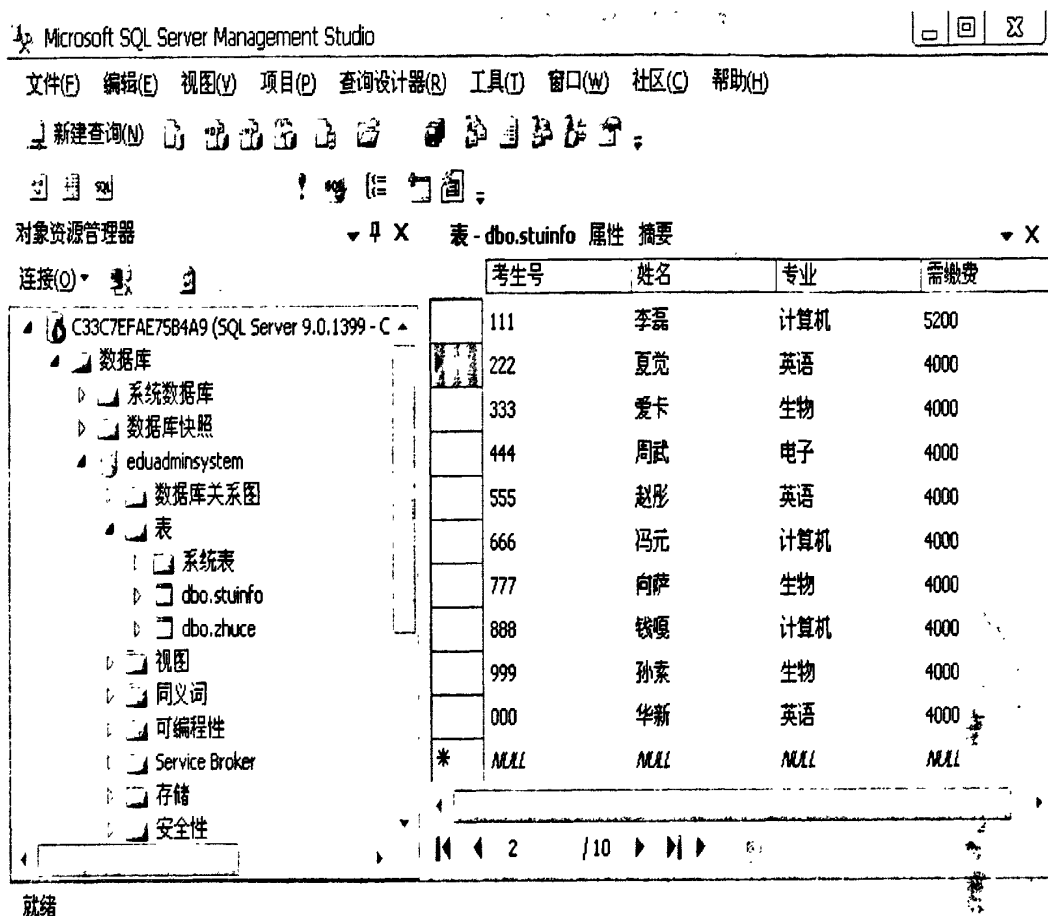 Microsoft SQL Server Management Studio
文件(F) 编辑(E) 视图(V) 项目(P) 查询设计器(R) 工具(T) 窗口(W) 社区(C) 帮助(H)
新建查询(N)
对象资源管理器
连接(O)
C33C7EFAE75B4A9 (SQL Server 9.0.1399 - C
数据库
系统数据库
数据库快照
eduadminsystem
数据库关系图
表
系统表
dbo.stuinfo
dbo.zhuce
视图
同义词
可编程性
Service Broker
存储
安全性
表 - dbo.stuinfo 属性 摘要
考生号 姓名 专业 需缴费
111 李磊 计算机 5200
222 夏觉 英语 4000
333 爱卡 生物 4000
444 周武 电子 4000
555 赵彤 英语 4000
666 冯元 计算机 4000
777 向萨 生物 4000
888 钱嘎 计算机 4000
999 孙素 生物 4000
000 华新 英语 4000
NULL NULL NULL NULL
2 /10
就绪